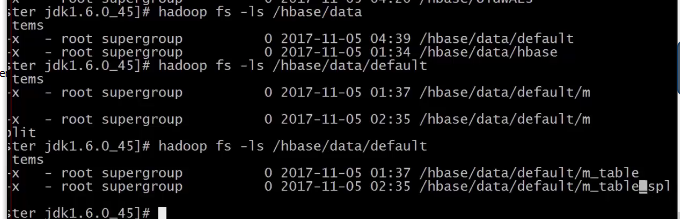 ster jdk1.6.0_45]# hadoop fs -ls /hbase/data
tems
-x - root supergroup 0 2017-11-05 04:39 /hbase/data/default
-x - root supergroup 0 2017-11-05 01:34 /hbase/data/hbase
ster jdk1.6.0_45]# hadoop fs -ls /hbase/data/default
tems
-x - root supergroup 0 2017-11-05 01:37 /hbase/data/default/m
-x - root supergroup 0 2017-11-05 02:35 /hbase/data/default/m
plit
ster jdk1.6.0_45]# hadoop fs -ls /hbase/data/default
tems
-x - root supergroup 0 2017-11-05 01:37 /hbase/data/default/m_table
-x - root supergroup 0 2017-11-05 02:35 /hbase/data/default/m_table_spl
ster jdk1.6.0_45]#